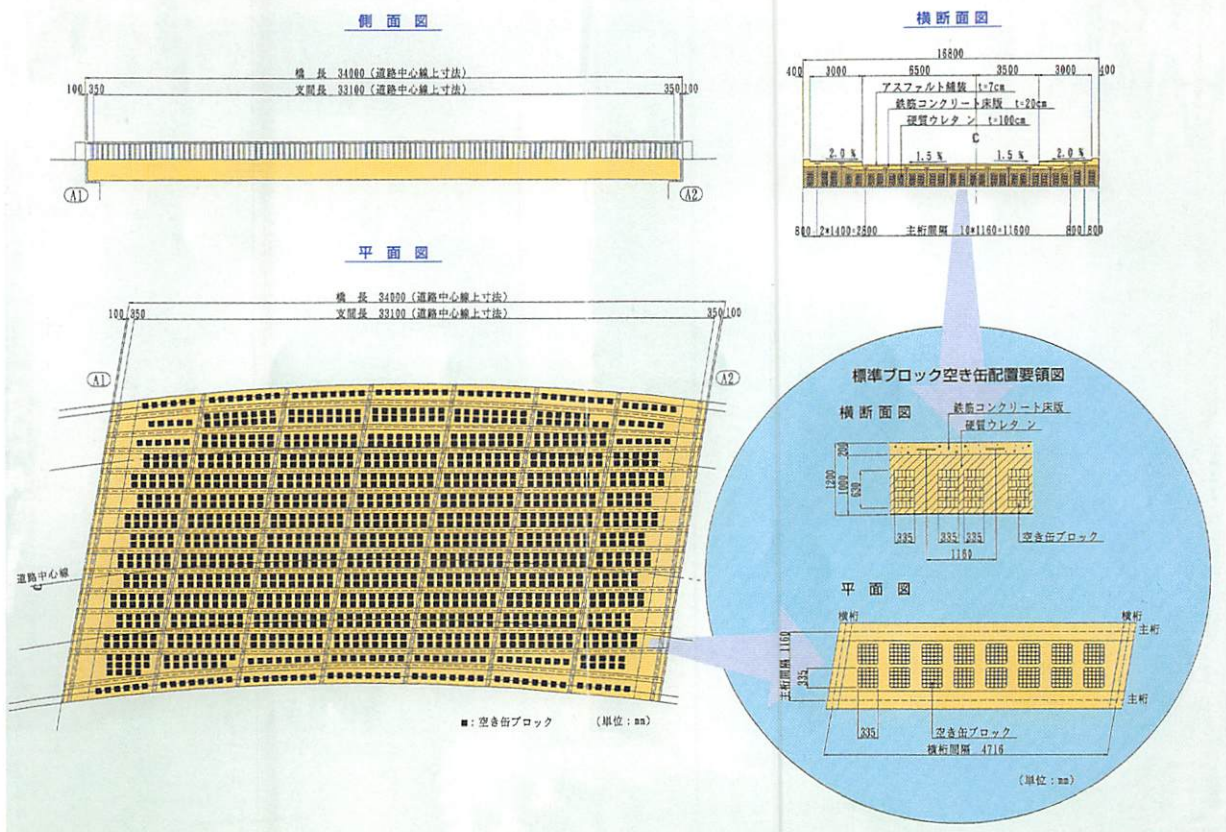 側面図
橋 長 34000(道路中心線上寸法)
100 350
支間長 33100(道路中心線上寸法)
350 100
A1
A2
平面図
橋 長 34000(道路中心線上寸法)
100 350
支間長 33100(道路中心線上寸法)
350 100
A1
A2
道路中心線
■:空き缶ブロック (単位:mm)
横断面図
16800
400 3000 6500 3500 3000 400
アスファルト舗装 t=7cm
鉄筋コンクリート床版 t=20cm
硬質ウレタン t=100cm
C
2.0 % 1.5 % 1.5 % 2.0 %
800 2*1400=2800 主桁間隔 10*1160=11600 800 800
標準ブロック空き缶配置要領図
横断面図
鉄筋コンクリート床版
硬質ウレタン
200
1200
1000
630
335 335 335
空き缶ブロック
1160
平面図
横桁 横桁
主桁
主桁間隔 1160
335
主桁
335
空き缶ブロック
横桁間隔 4716
(単位:mm)